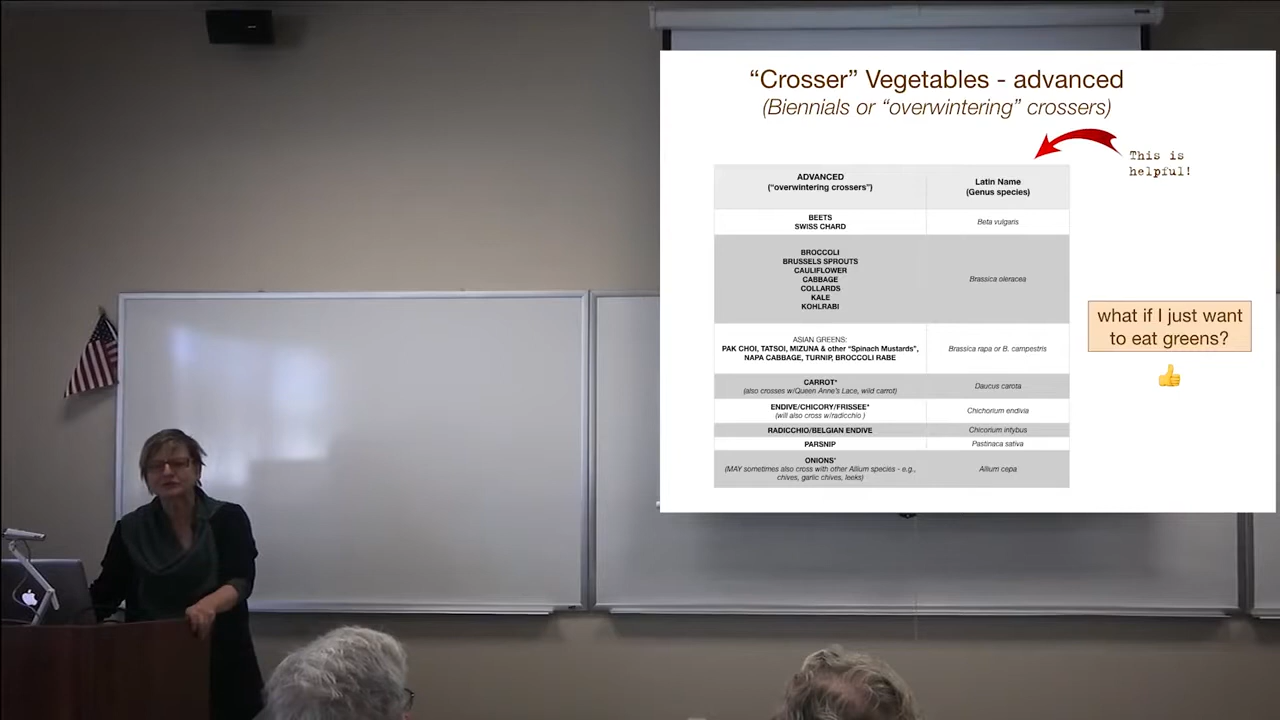 “Crosser” Vegetables - advanced
(Biennials or “overwintering” crossers)
This is
helpful!
ADVANCED
(“overwintering crossers”)
Latin Name
(Genus species)
BEETS
SWISS CHARD
Beta vulgaris
BROCCOLI
BRUSSELS SPROUTS
CAULIFLOWER
CABBAGE
COLLARDS
KALE
KOHLRABI
Brassica oleracea
what if I just want
to eat greens?
ASIAN GREENS:
PAK CHOI, TATSOI, MIZUNA & other “Spinach Mustards”,
NAPA CABBAGE, TURNIP, BROCCOLI RABE
Brassica rapa or B. campestris
CARROT*
(also crosses w/Queen Anne’s Lace, wild carrot)
Daucus carota
ENDIVE/CHICORY/FRISSEE*
(will also cross w/radicchio )
Chichorium endivia
RADICCHIO/BELGIAN ENDIVE
Chicorium intybus
PARSNIP
Pastinaca sativa
ONIONS*
(MAY sometimes also cross with other Allium species - e.g.,
chives, garlic chives, leeks)
Allium cepa